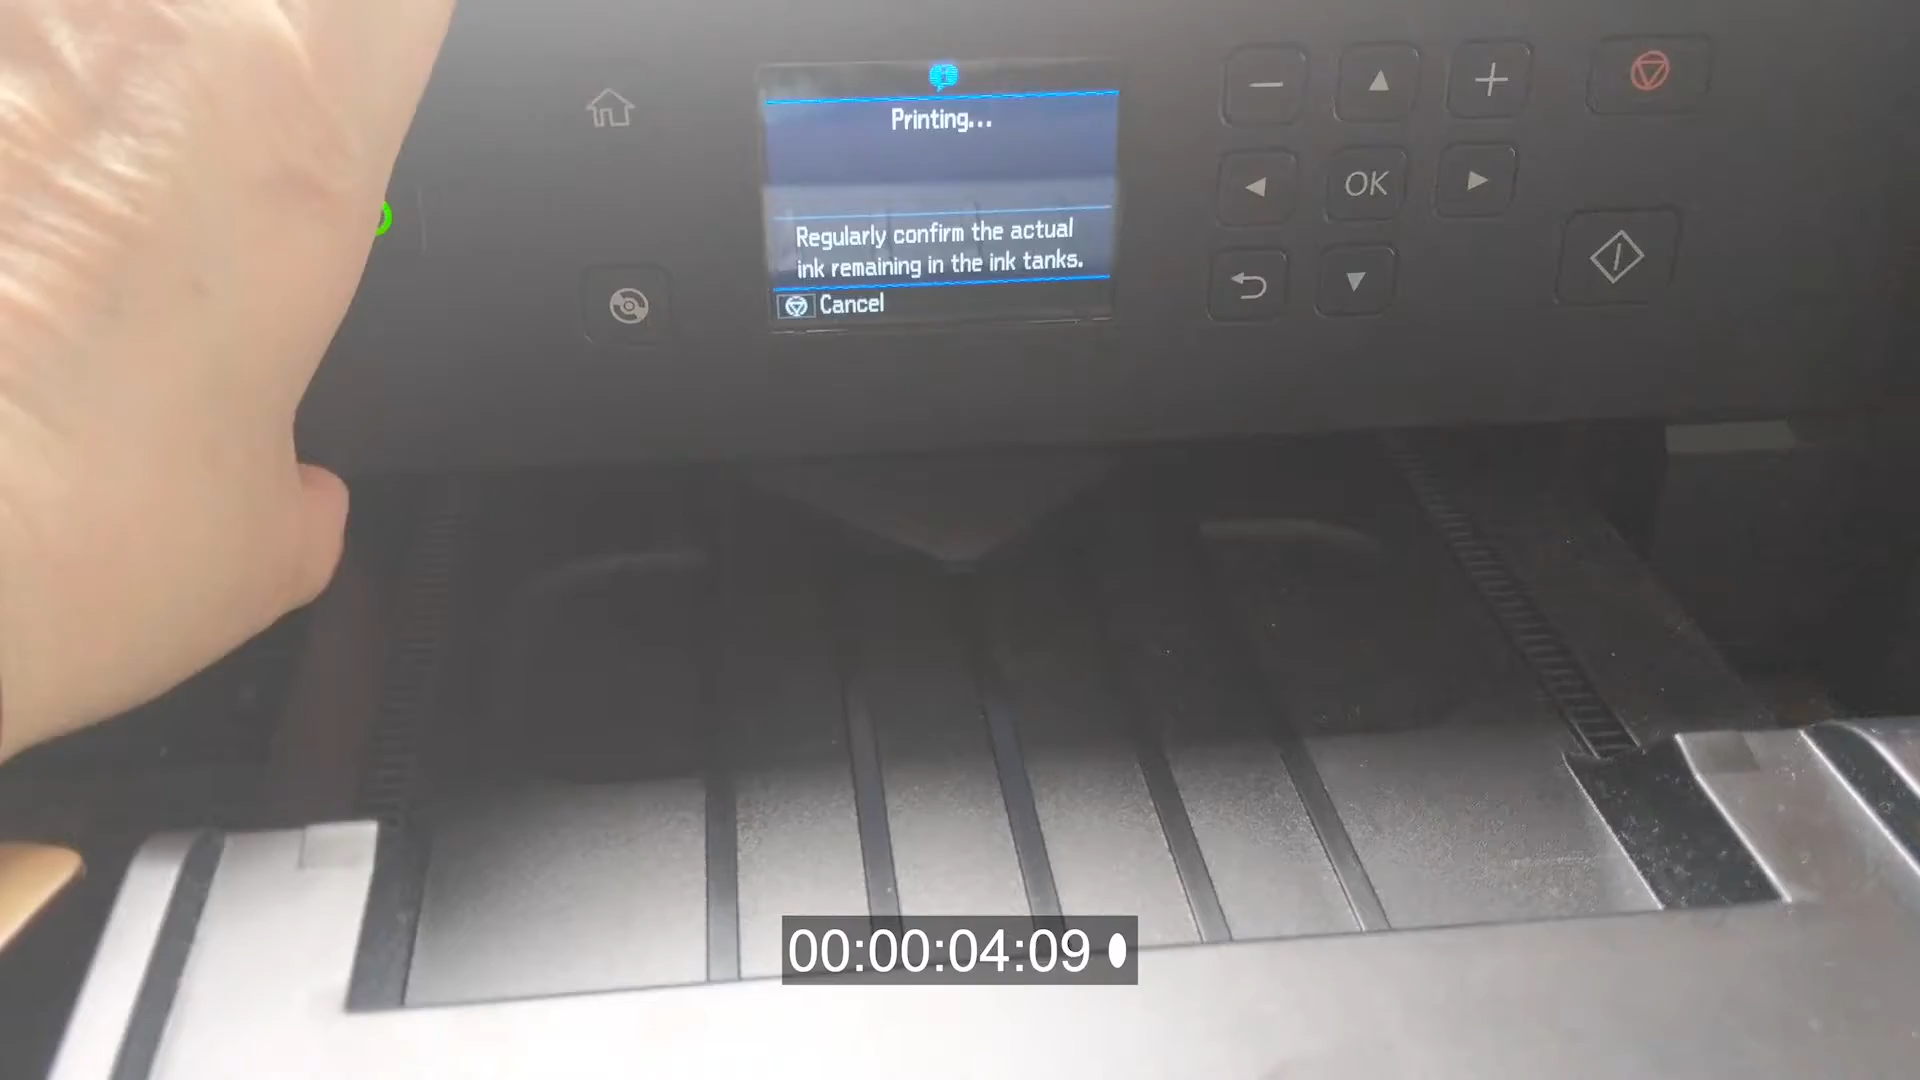 Printing...
OK
Regularly confirm the actual
ink remaining in the ink tanks.
Cancel
00:00:04:09